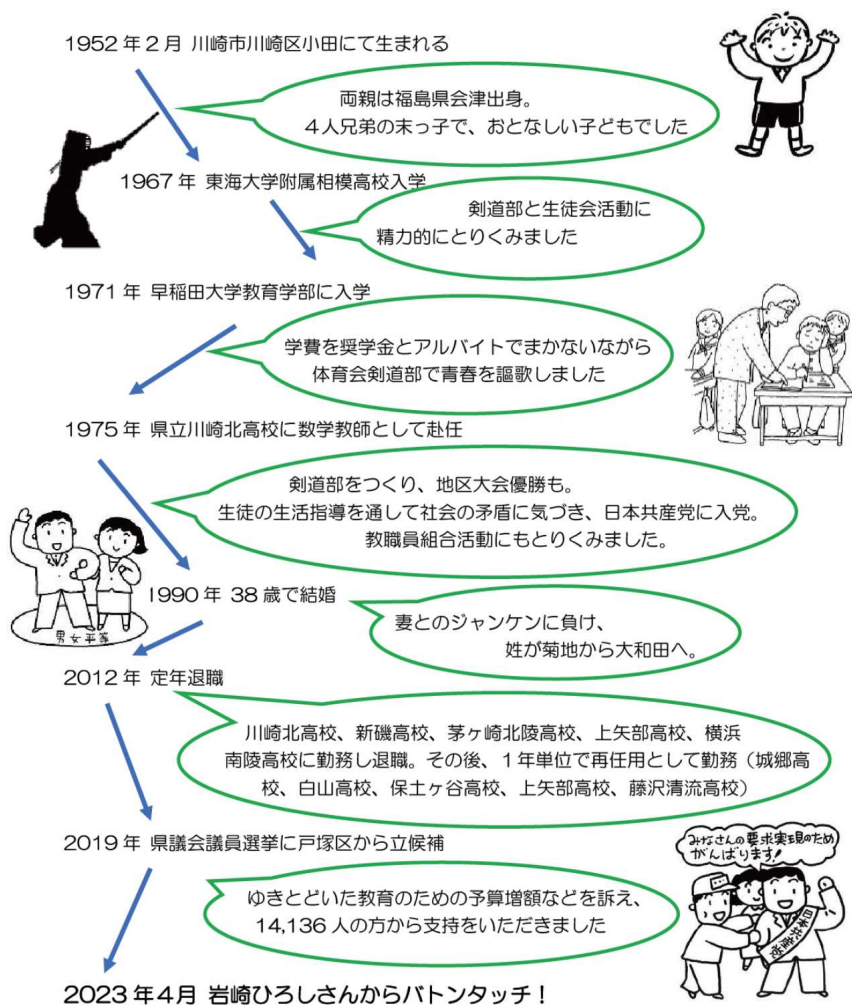 1952年2月 川崎市川崎区小田にて生まれる
両親は福島県会津出身。
4人兄弟の末っ子で、おとなしい子どもでした
1967年 東海大学附属相模高校入学
剣道部と生徒会活動に
精力的にとりくみました
1971年 早稲田大学教育学部に入学
学費を奨学金とアルバイトでまかないながら
体育会剣道部で青春を謳歌しました
1975年 県立川崎北高校に数学教師として赴任
剣道部をつくり、地区大会優勝も。
生徒の生活指導を通して社会の矛盾に気づき、日本共産党に入党。
教職員組合活動にもとりくみました。
男女平等
1990年 38歳で結婚
妻とのジャンケンに負け、
姓が菊地から大和田へ。
2012年 定年退職
川崎北高校、新磯高校、茅ヶ崎北陵高校、上矢部高校、横浜
南陵高校に勤務し退職。その後、1年単位で再任用として勤務（城郷高
校、白山高校、保土ヶ谷高校、上矢部高校、藤沢清流高校）
2019年 県議会議員選挙に戸塚区から立候補
みなさんの要求実現のため
がんばります!
日本共産党
ゆきとどいた教育のための予算増額などを訴え、
14,136人の方から支持をいただきました
2023年4月 岩崎ひろしさんからバトンタッチ！